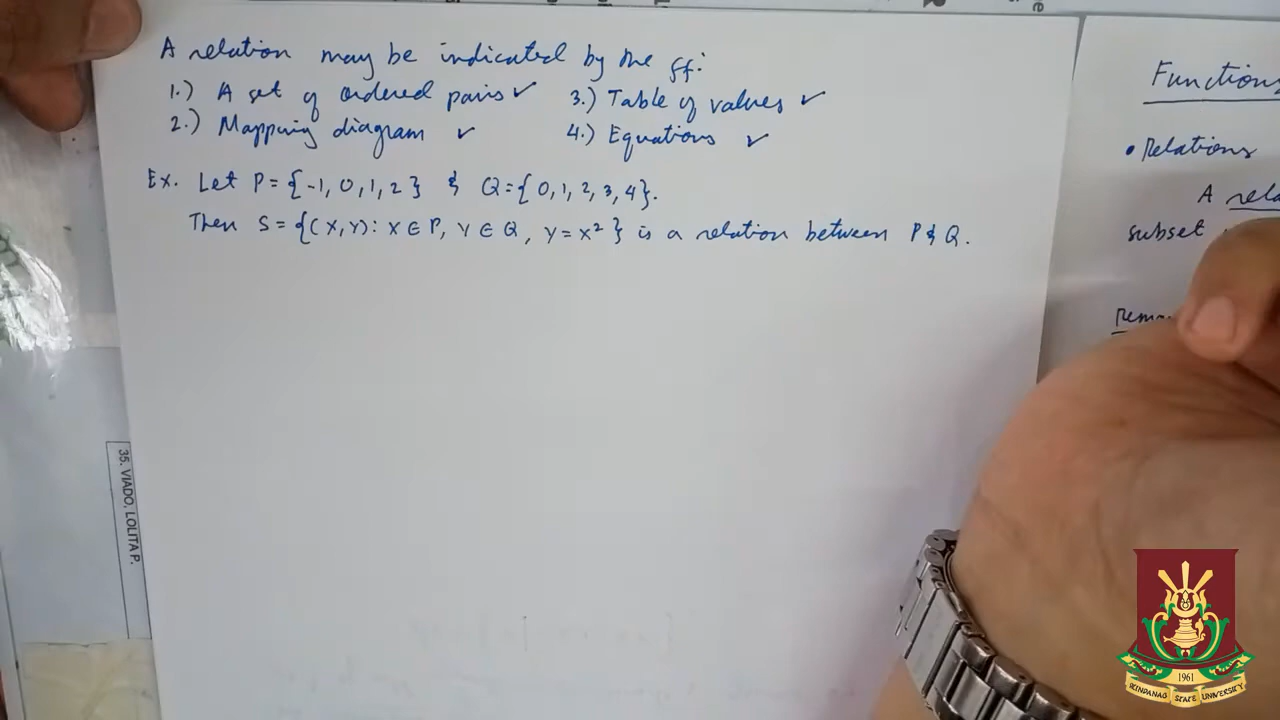 A relation may be indicated by the ff:
1.) A set of ordered pairs ✓ 3.) Table of values ✓
2.) Mapping diagram ✓ 4.) Equations ✓
Ex. Let P = {-1, 0, 1, 2} & Q = {0, 1, 2, 3, 4}.
Then S = {(X, Y): X ∈ P, Y ∈ Q, Y = X²} is a relation between P & Q.
Functions
• Relations
A
subset
35. VIADO, LOLITA P.
1961
MINDANAO STATE UNIVERSITY